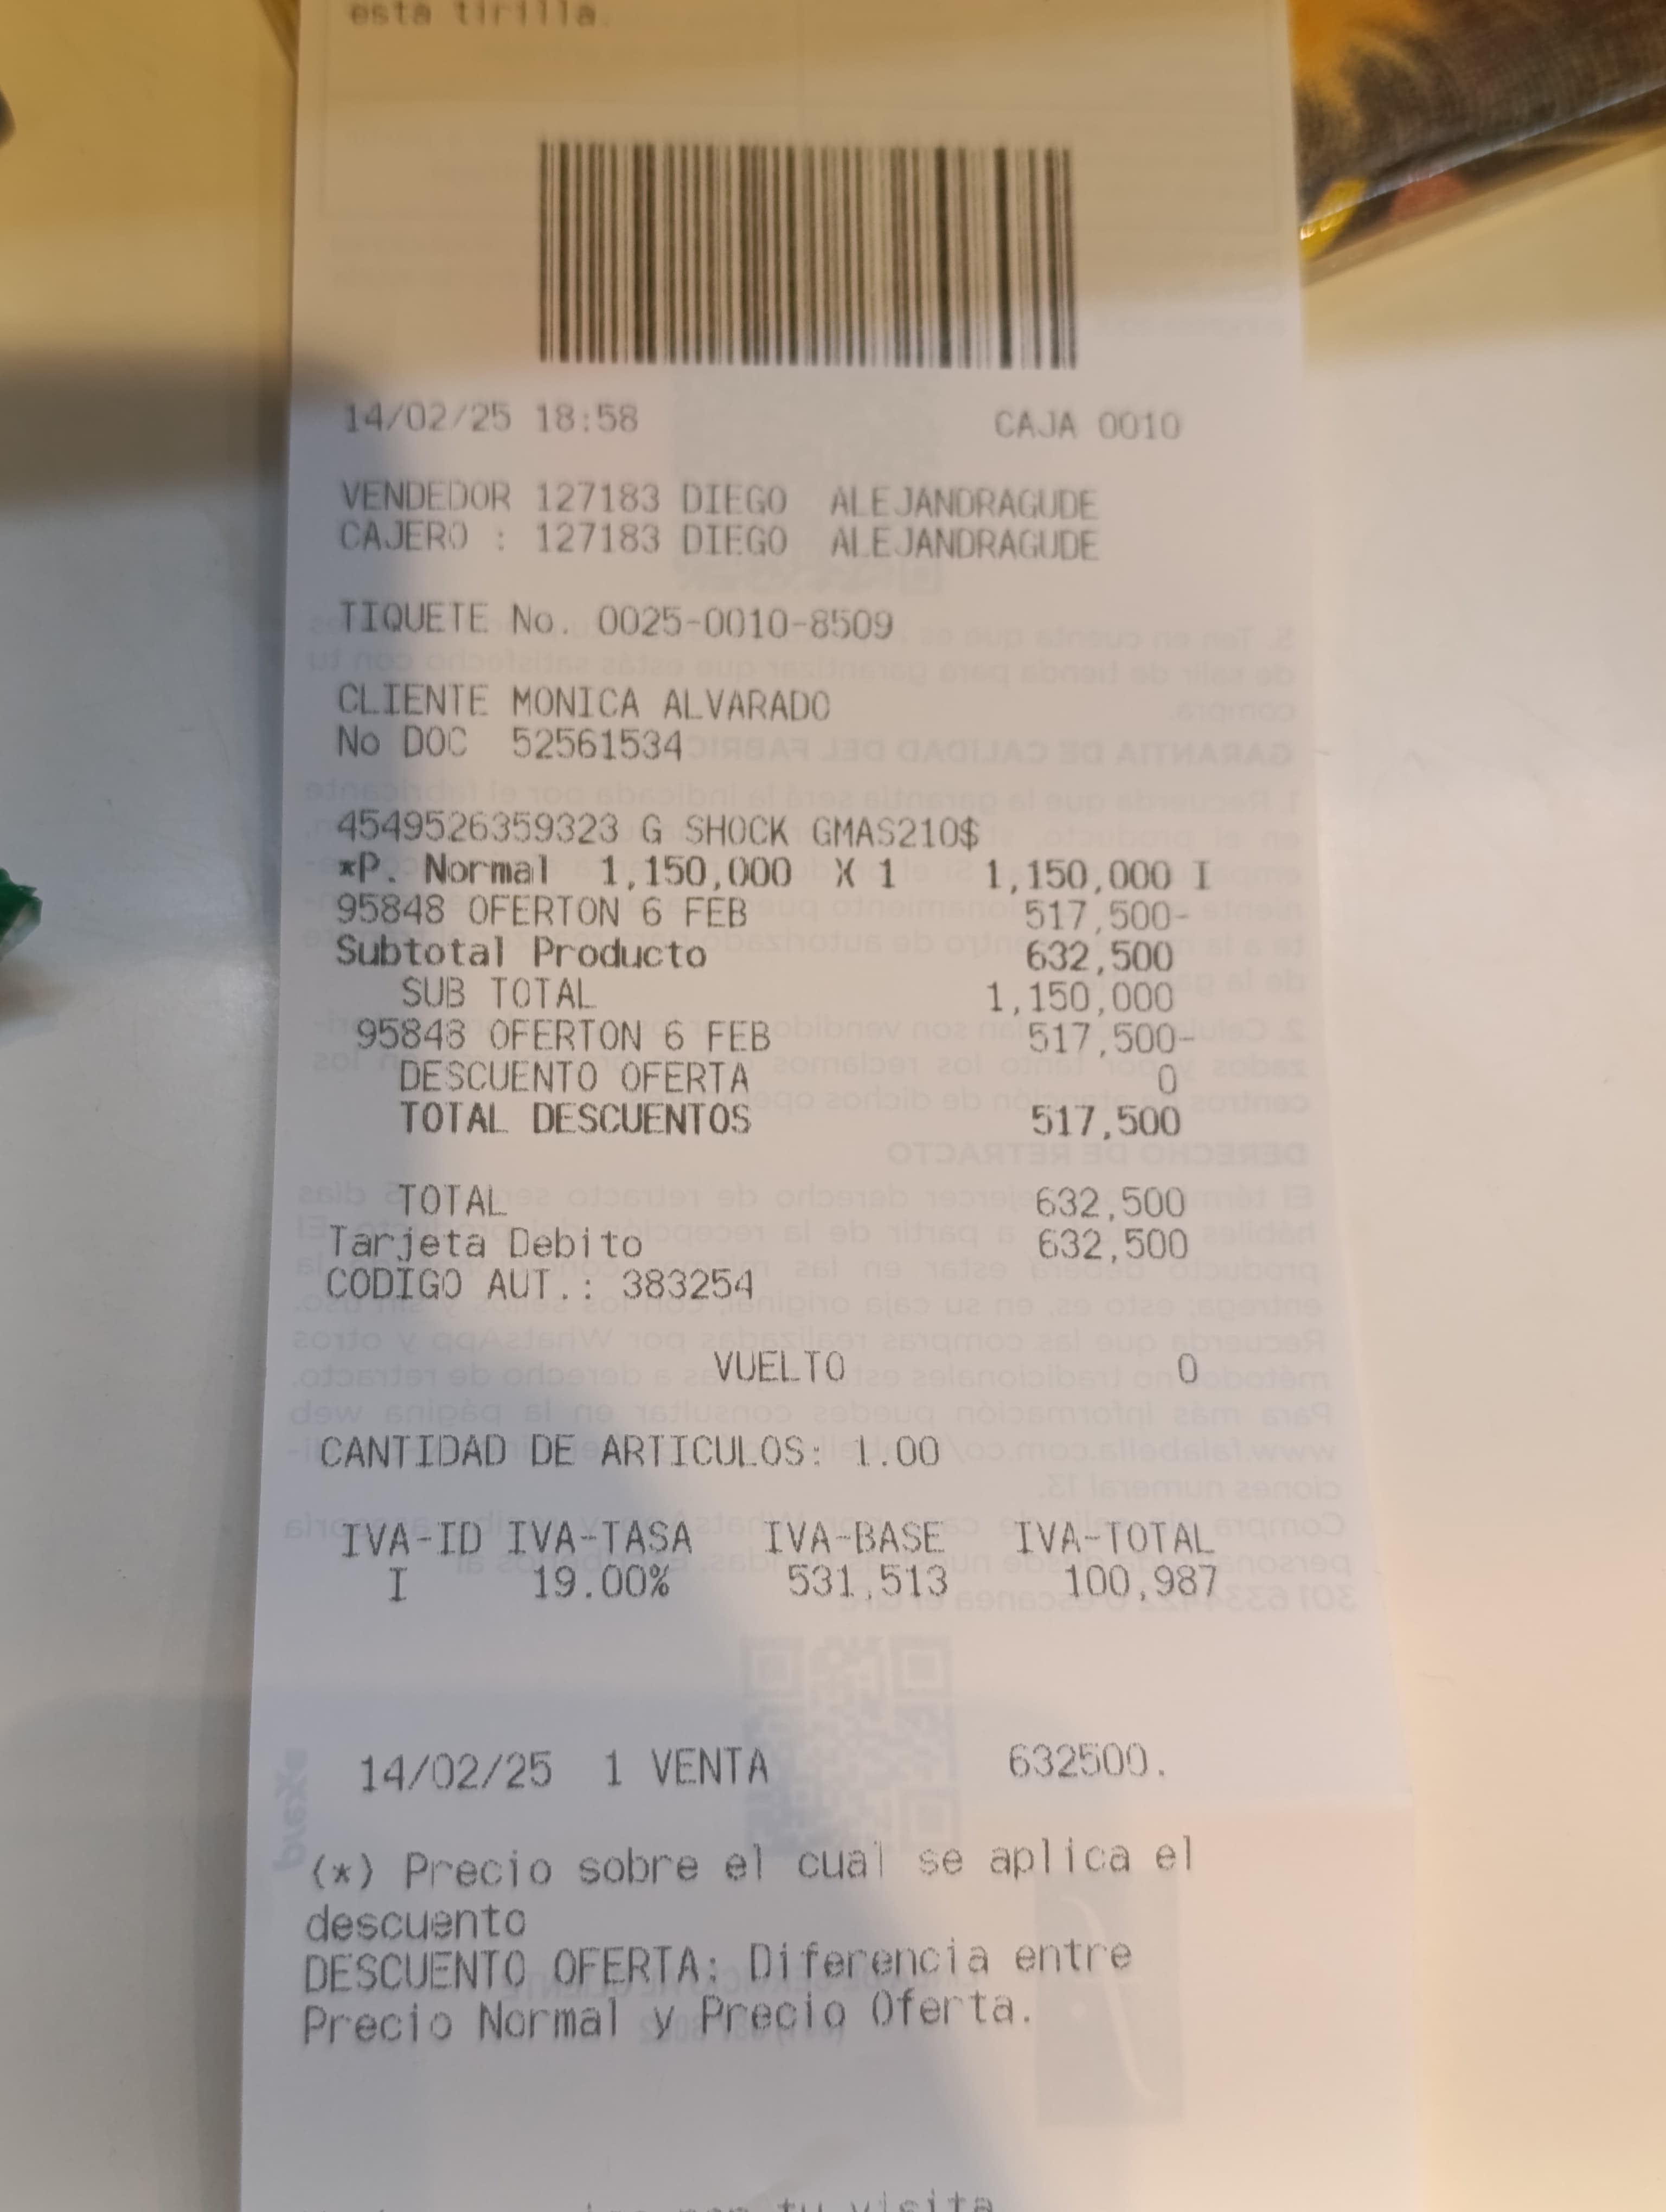 esta tirilla.
14/02/25 18:58 CAJA 0010
VENDEDOR 127183 DIEGO ALEJANDRAGUDE
CAJERO : 127183 DIEGO ALEJANDRAGUDE
TIQUETE No. 0025-0010-8509
CLIENTE MONICA ALVARADO
No DOC 52561534
4549526359323 G SHOCK GMAS210$
*P. Normal 1,150,000 X 1 1,150,000 I
95848 OFERTON 6 FEB 517,500-
Subtotal Producto 632,500
SUB TOTAL 1,150,000
95848 OFERTON 6 FEB 517,500-
DESCUENTO OFERTA 0
TOTAL DESCUENTOS 517,500
TOTAL 632,500
Tarjeta Debito 632,500
CODIGO AUT.: 383254
VUELTO 0
CANTIDAD DE ARTICULOS: 1.00
IVA-ID IVA-TASA IVA-BASE IVA-TOTAL
I 19.00% 531,513 100,987
14/02/25 1 VENTA 632500.
(*) Precio sobre el cual se aplica el
descuento
DESCUENTO OFERTA: Diferencia entre
Precio Normal y Precio Oferta.
por tu visita